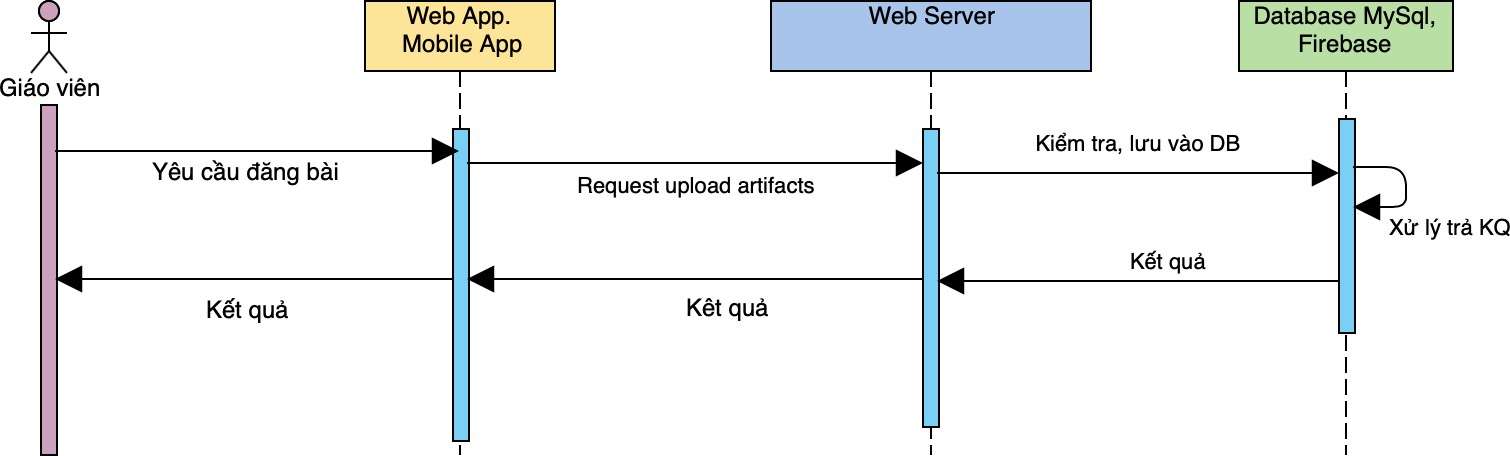 Web App.
Mobile App
Web Server
Database MySql,
Firebase
Giáo viên
Yêu cầu đăng bài
Request upload artifacts
Kiểm tra, lưu vào DB
Xử lý trả KQ
Kết quả
Kêt quả
Kết quả